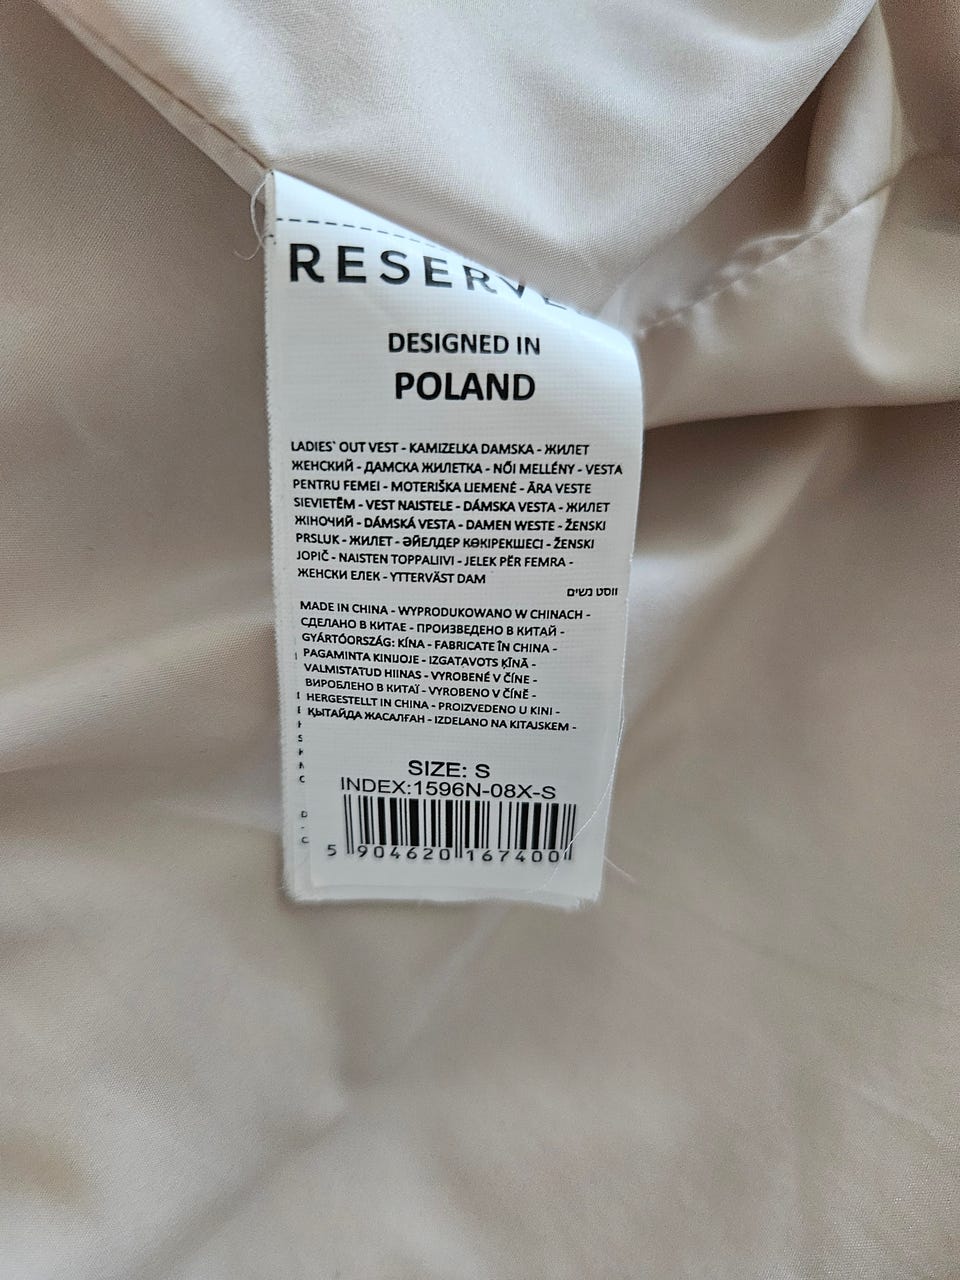 RESERVE
DESIGNED IN
POLAND
LADIES` OUT VEST - KAMIZELKA DAMSKA - ЖИЛЕТ
ЖЕНСКИЙ - ДАМСКА ЖИЛЕТКА - NŐI MELLÉNY - VESTA
PENTRU FEMEI - MOTERIŠKA LIEMENĖ - ĀRA VESTE
SIEVIETĒM - VEST NAISTELE - DÁMSKA VESTA - ЖИЛЕТ
ЖІНОЧИЙ - DÁMSKÁ VESTA - DAMEN WESTE - ŽENSKI
PRSLUK - ЖИЛЕТ - ӘЙЕЛДЕР КӨКІРЕКШЕСІ - ŽENSKI
JOPIČ - NAISTEN TOPPALIIVI - JELEK PËR FEMRA -
ЖЕНСКИ ЕЛЕК - YTTERVÄST DAM
ווסט נשים
MADE IN CHINA - WYPRODUKOWANO W CHINACH -
СДЕЛАНО В КИТАЕ - ПРОИЗВЕДЕНО В КИТАЙ -
GYÁRTÓORSZÁG: KÍNA - FABRICATE ÎN CHINA -
PAGAMINTA KINIJOJE - IZGATAVOTS ĶĪNĀ -
VALMISTATUD HIINAS - VYROBENÉ V ČÍNE -
ВИРОБЛЕНО В КИТАЇ - VYROBENO V ČÍNĚ -
HERGESTELLT IN CHINA - PROIZVEDENO U KINI -
ҚЫТАЙДА ЖАСАЛҒАН - IZDELANO NA KITAJSKEM -
SIZE: S
INDEX:1596N-08X-S
5 904620 167400